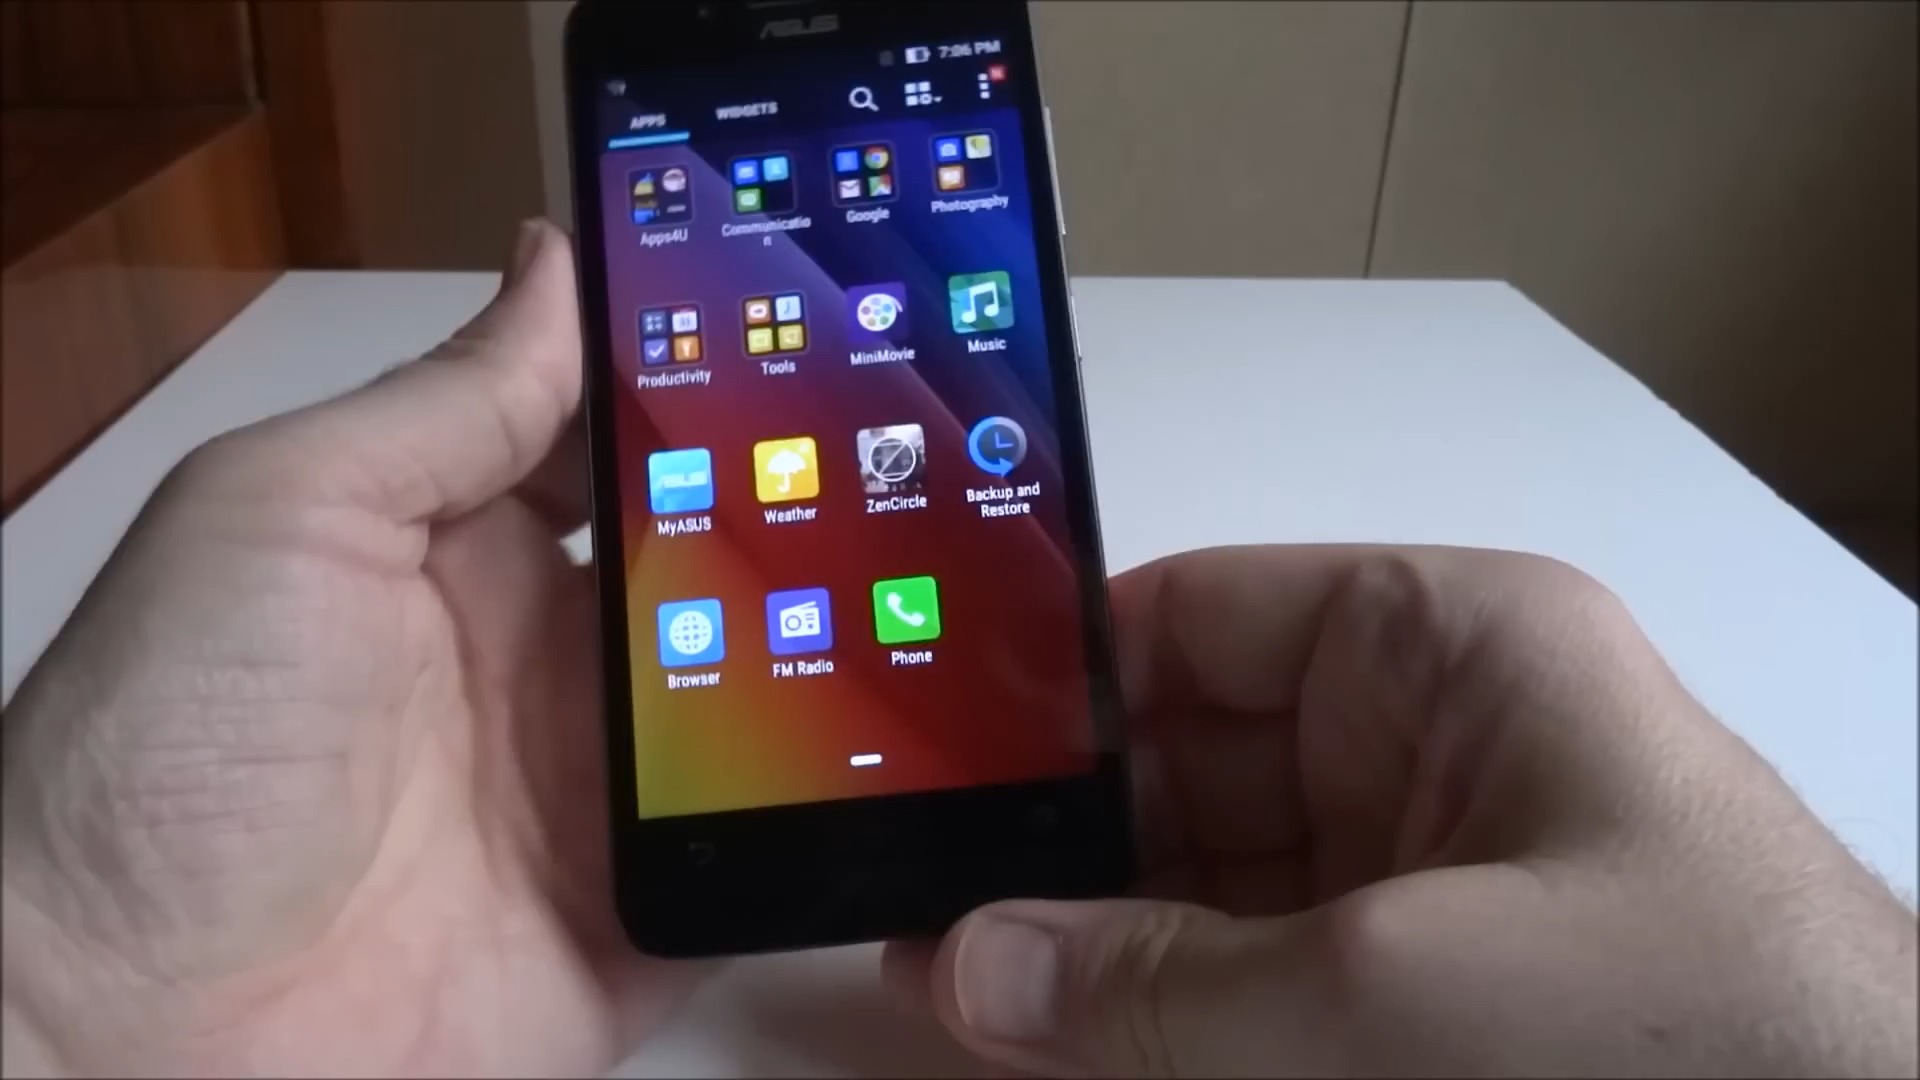 ASUS
7:06 PM
APPS
WIDGETS
Apps4U
Communicatio
n
Google
Photography
Productivity
Tools
MiniMovie
Music
MyASUS
Weather
ZenCircle
Backup and
Restore
Browser
FM Radio
Phone